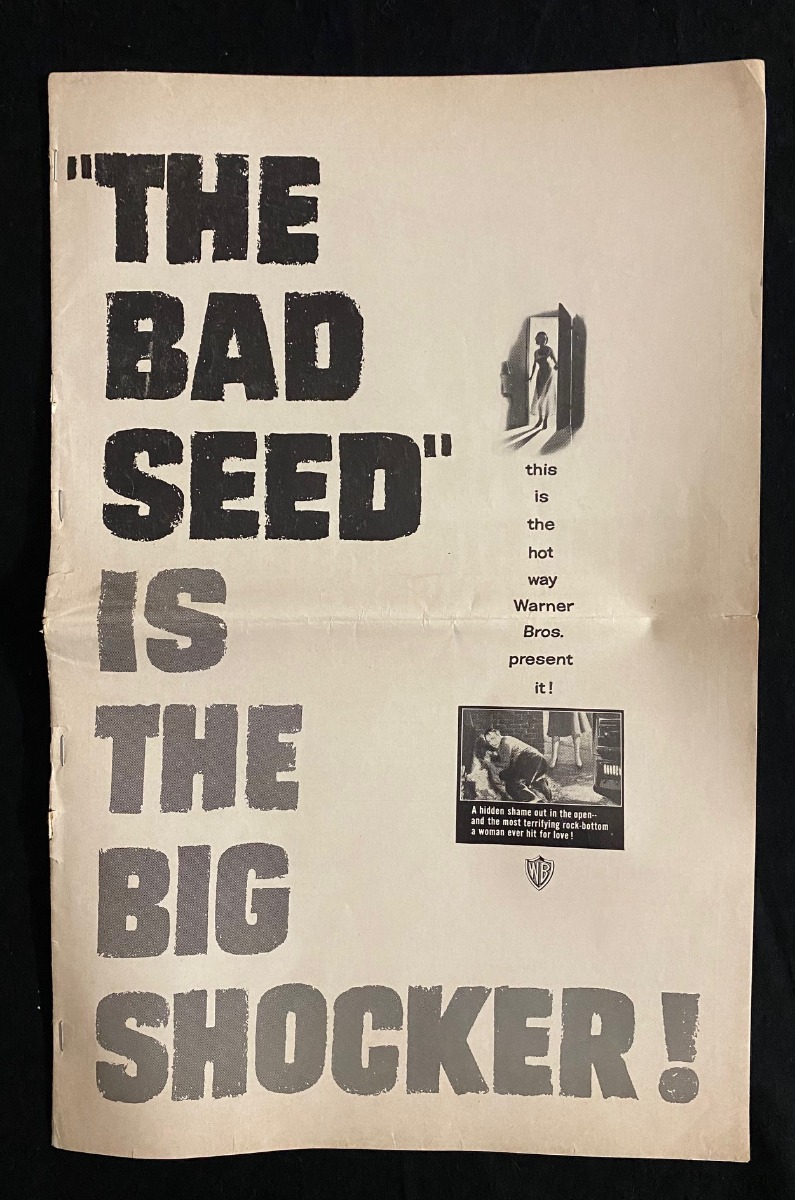 "THE
BAD
SEED"
IS
THE
BIG
SHOCKER!
this
is
the
hot
way
Warner
Bros.
present
it!
A hidden shame out in the open--
and the most terrifying rock-bottom
a woman ever hit for love!
WB